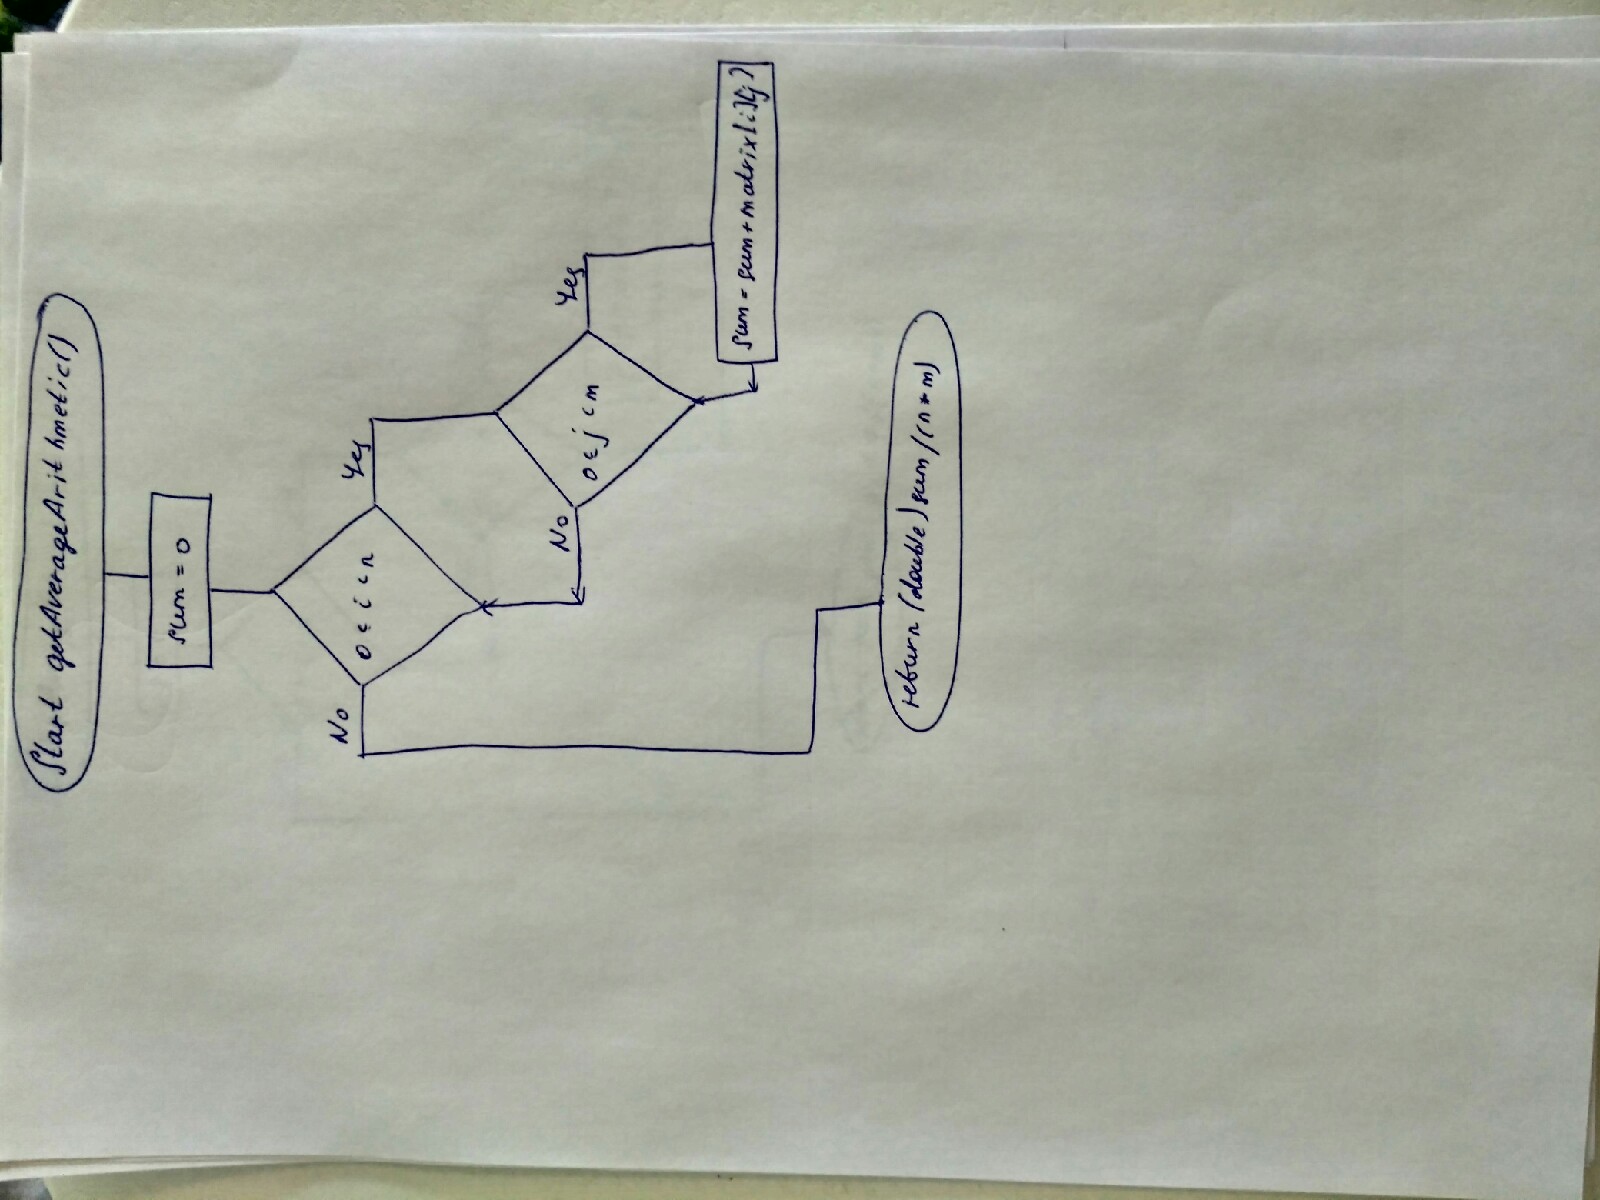 Start getAverageArithmetic()
sum = 0
0 ≤ i < n
Yes
No
0 ≤ j < m
Yes
No
sum = sum + matrix[i][j]
return (double) sum / (n * m)